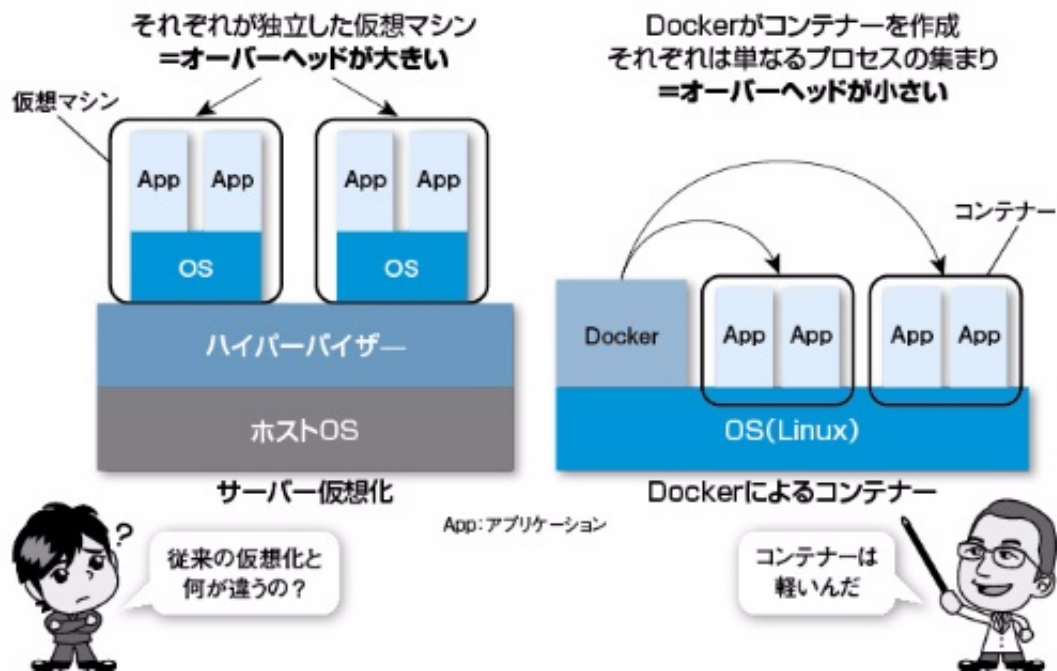 それぞれが独立した仮想マシン
=オーバーヘッドが大きい
仮想マシン
App App
OS
App App
OS
ハイパーバイザー
ホストOS
サーバー仮想化
Dockerがコンテナーを作成
それぞれは単なるプロセスの集まり
=オーバーヘッドが小さい
コンテナー
Docker
App App
App App
OS(Linux)
Dockerによるコンテナー
App:アプリケーション
?
従来の仮想化と
何が違うの？
コンテナーは
軽いんだ